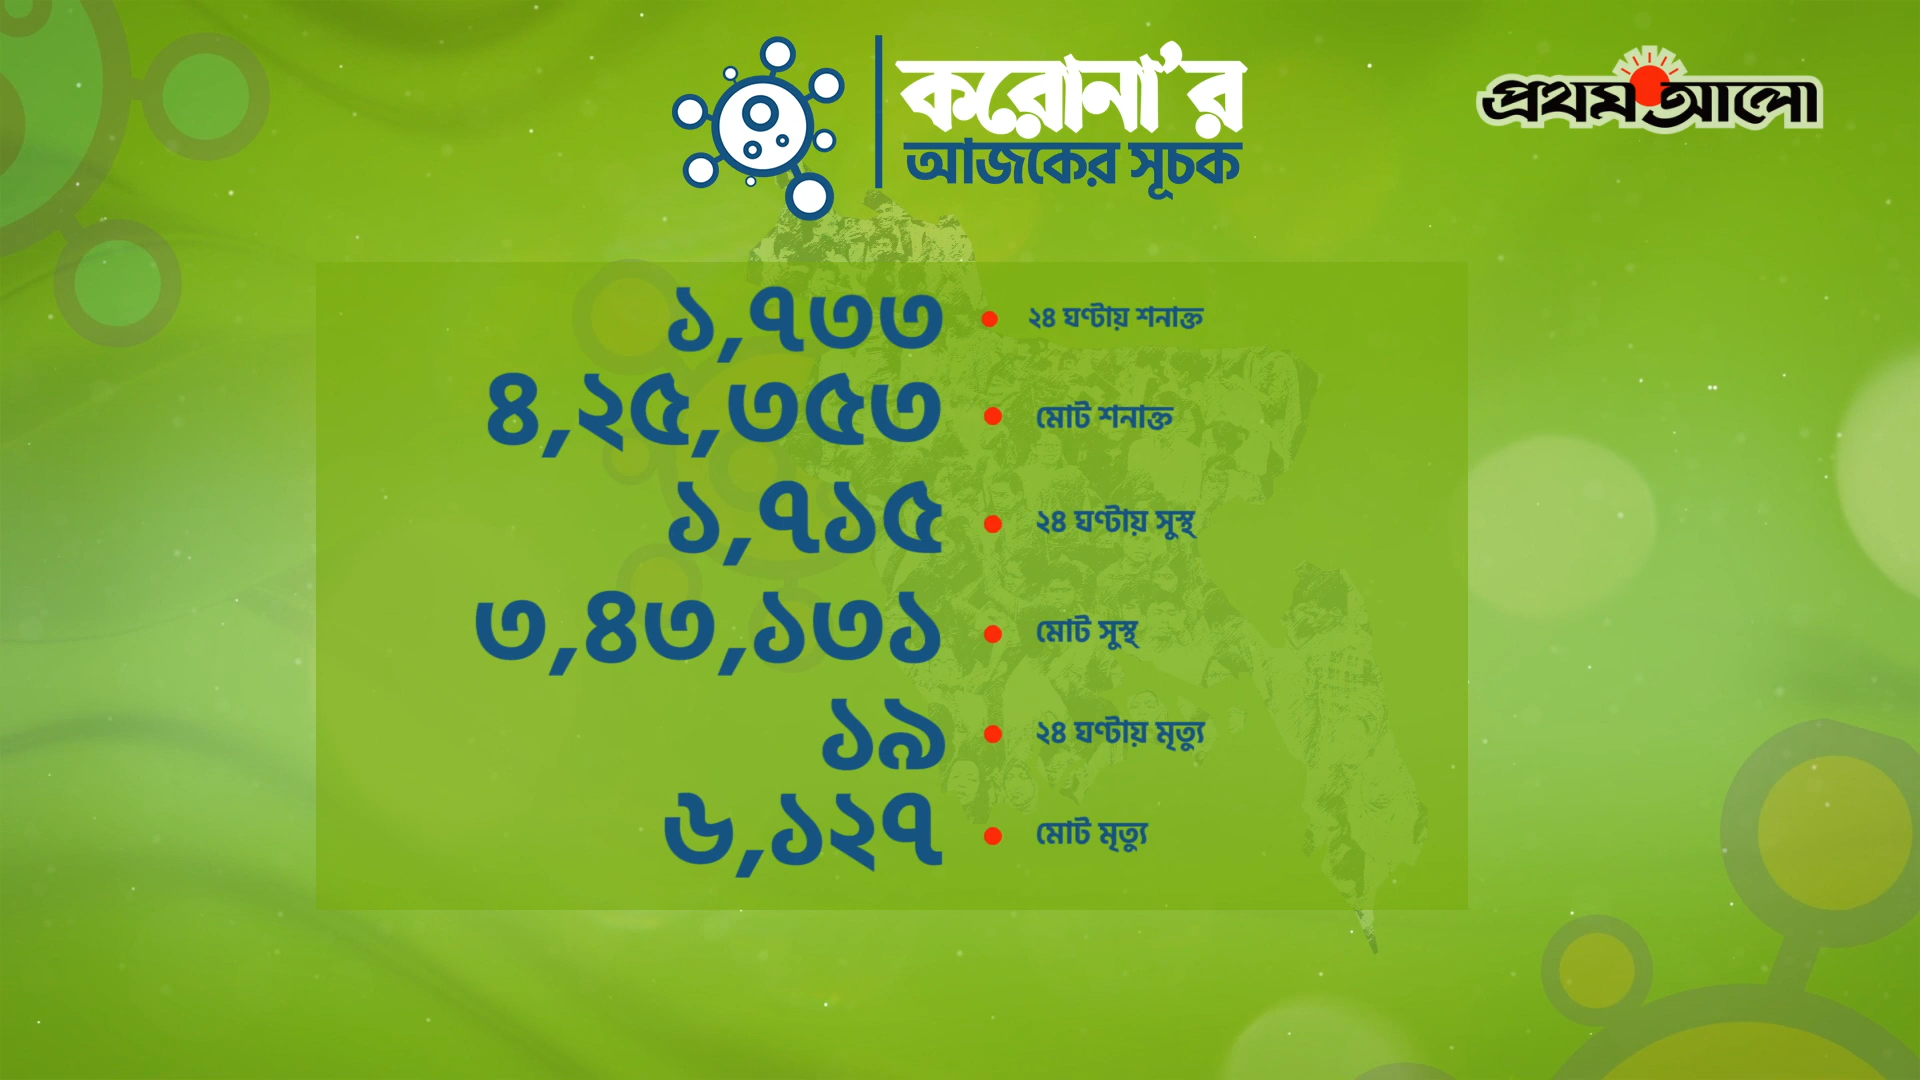 করোনা'র
আজকের সূচক
প্রথম আলো
১,৭৩৩ ২৪ ঘণ্টায় শনাক্ত
৪,২৫,৩৫৩ মোট শনাক্ত
১,৭১৫ ২৪ ঘণ্টায় সুস্থ
৩,৪৩,১৩১ মোট সুস্থ
১৯ ২৪ ঘণ্টায় মৃত্যু
৬,১২৭ মোট মৃত্যু